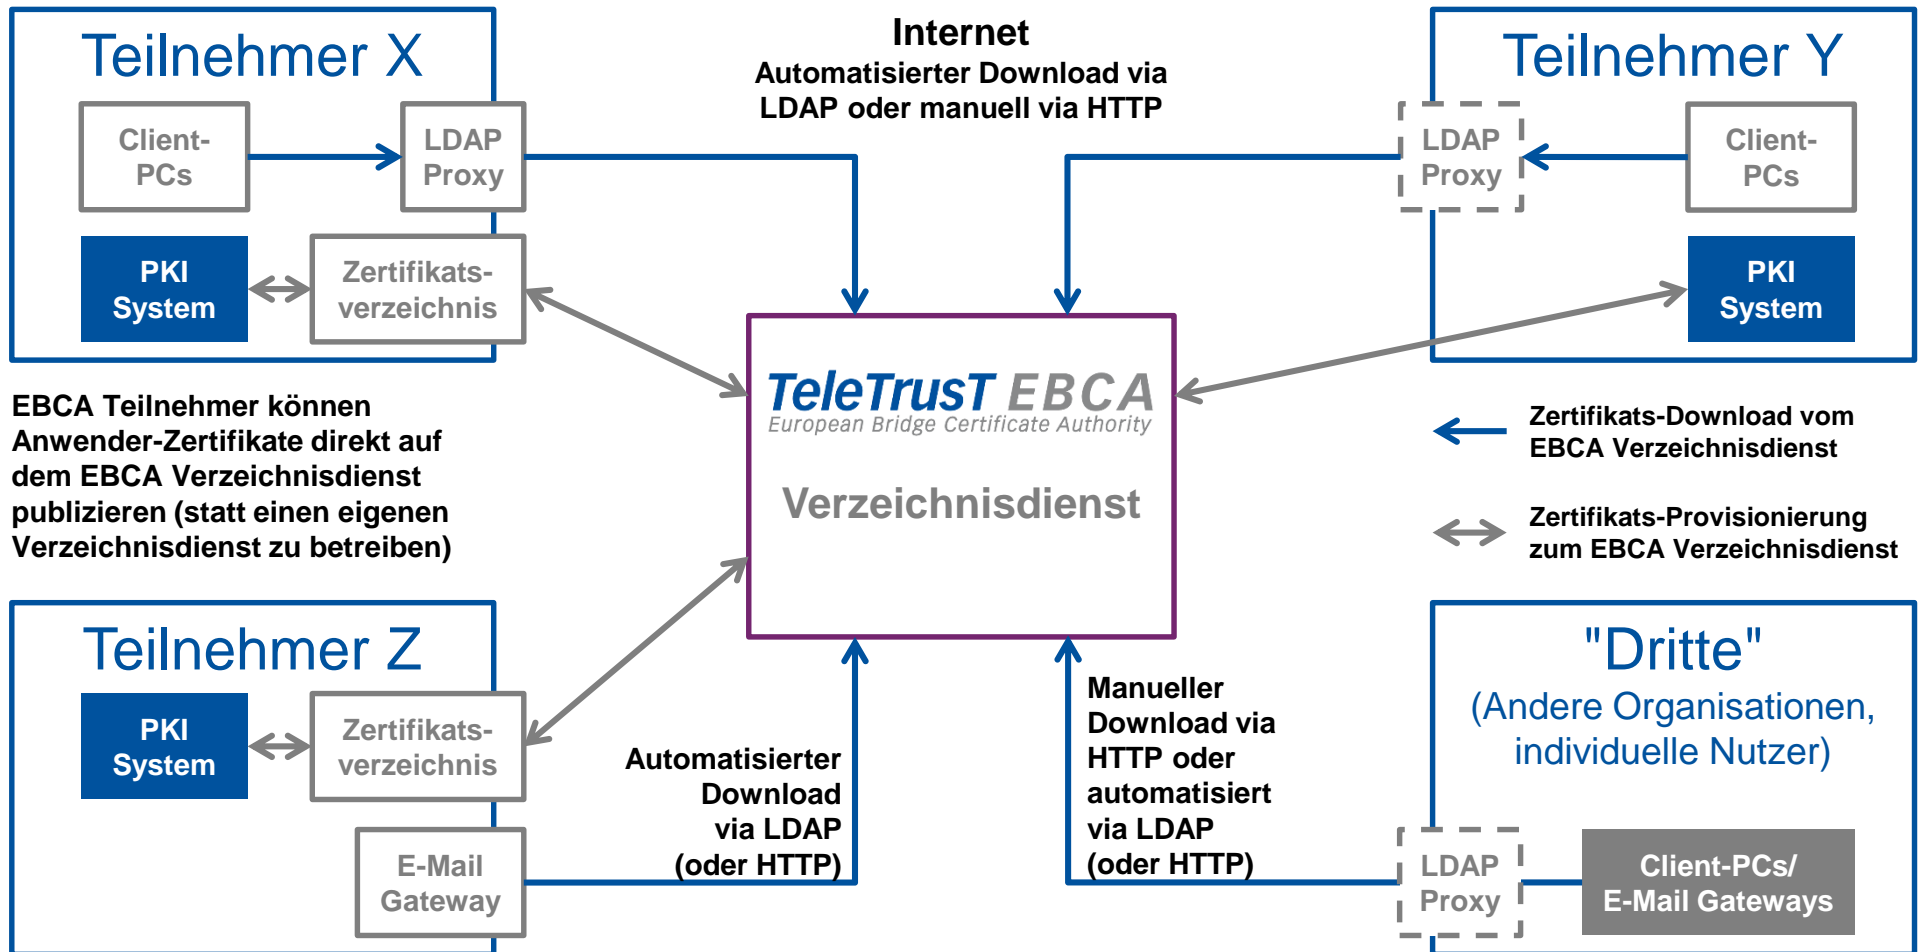 Teilnehmer X
Client-
PCs
LDAP
Proxy
PKI
System
Zertifikats-
verzeichnis
Internet
Automatisierter Download via
LDAP oder manuell via HTTP
Teilnehmer Y
LDAP
Proxy
Client-
PCs
PKI
System
EBCA Teilnehmer können
Anwender-Zertifikate direkt auf
dem EBCA Verzeichnisdienst
publizieren (statt einen eigenen
Verzeichnisdienst zu betreiben)
TeleTrusT EBCA
European Bridge Certificate Authority
Verzeichnisdienst
Zertifikats-Download vom
EBCA Verzeichnisdienst
Zertifikats-Provisionierung
zum EBCA Verzeichnisdienst
Teilnehmer Z
PKI
System
Zertifikats-
verzeichnis
E-Mail
Gateway
Automatisierter
Download
via LDAP
(oder HTTP)
Manueller
Download via
HTTP oder
automatisiert
via LDAP
(oder HTTP)
"Dritte"
(Andere Organisationen,
individuelle Nutzer)
LDAP
Proxy
Client-PCs/
E-Mail Gateways